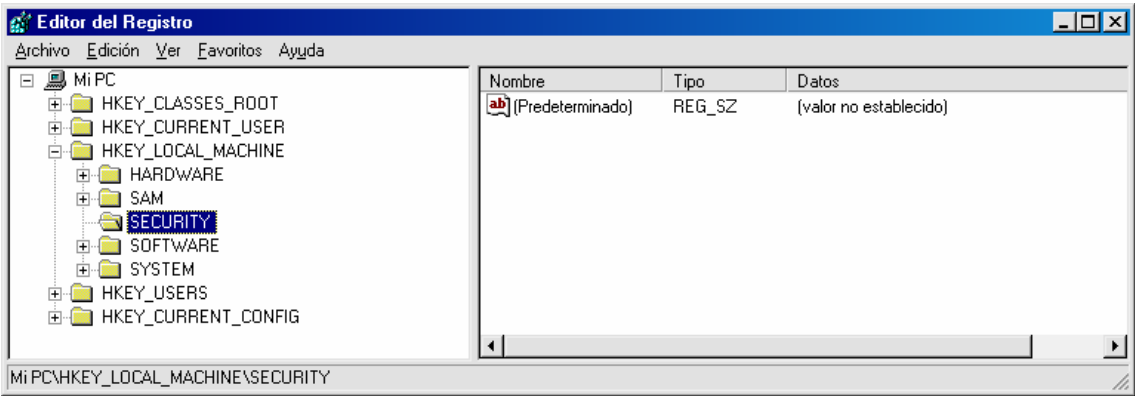 Editor del Registro
Archivo Edición Ver Favoritos Ayuda
Mi PC
HKEY_CLASSES_ROOT
HKEY_CURRENT_USER
HKEY_LOCAL_MACHINE
HARDWARE
SAM
SECURITY
SOFTWARE
SYSTEM
HKEY_USERS
HKEY_CURRENT_CONFIG
Nombre Tipo Datos
ab (Predeterminado) REG_SZ (valor no establecido)
Mi PC\HKEY_LOCAL_MACHINE\SECURITY